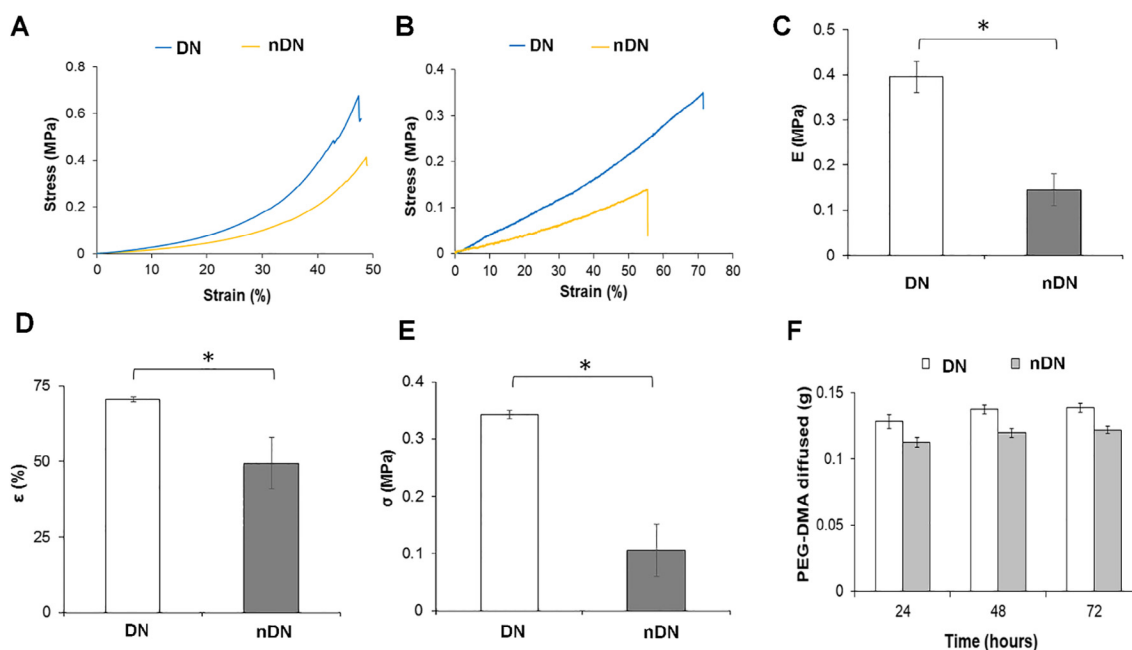 A
DN nDN
Stress (MPa)
0.8
0.6
0.4
0.2
0
0 10 20 30 40 50
Strain (%)
B
DN nDN
Stress (MPa)
0.4
0.3
0.2
0.1
0
0 10 20 30 40 50 60 70 80
Strain (%)
C
*
E (MPa)
0.5
0.4
0.3
0.2
0.1
0
DN nDN
D
*
ε (%)
75
50
25
0
DN nDN
E
*
σ (MPa)
0.4
0.3
0.2
0.1
0
DN nDN
F
DN nDN
PEG-DMA diffused (g)
0.15
0.1
0.05
0
24 48 72
Time (hours)